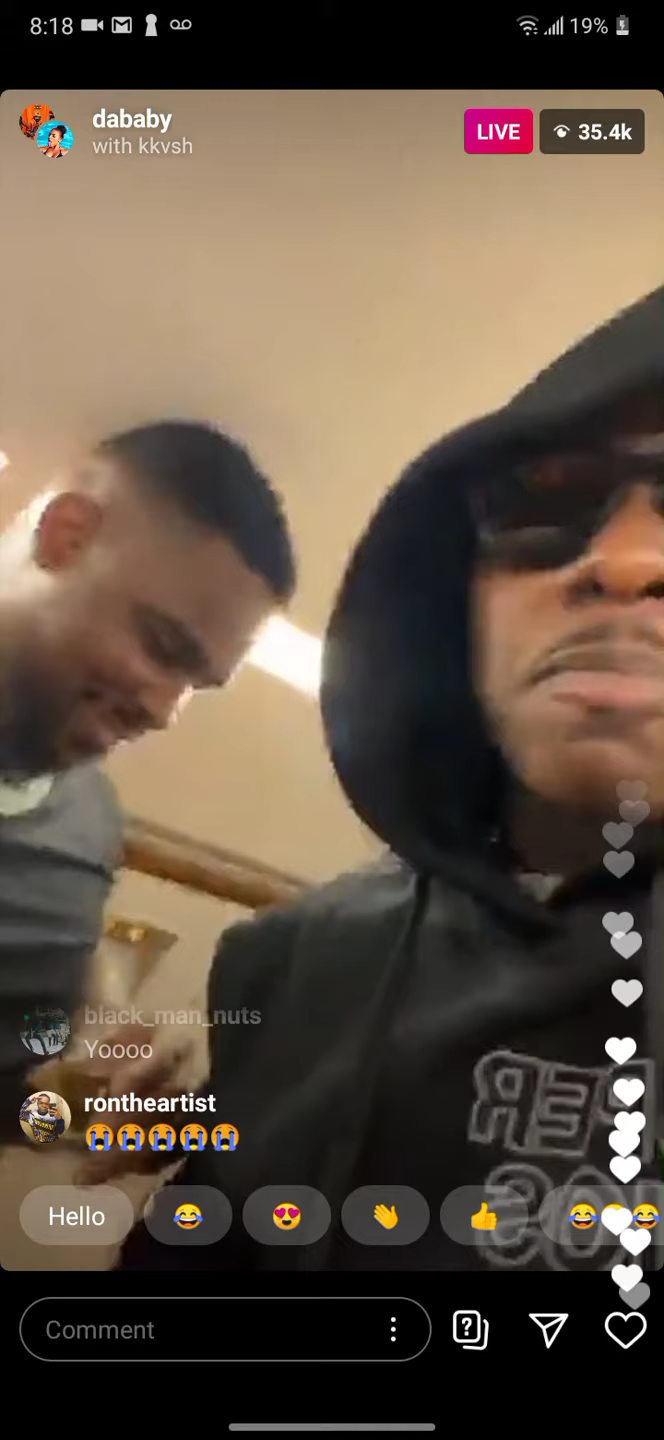 8:18
19%
dababy
with kkvsh
LIVE
35.4k
black_man_nuts
Yoooo
rontheartist
😭😭😭😭😭
Hello
Comment